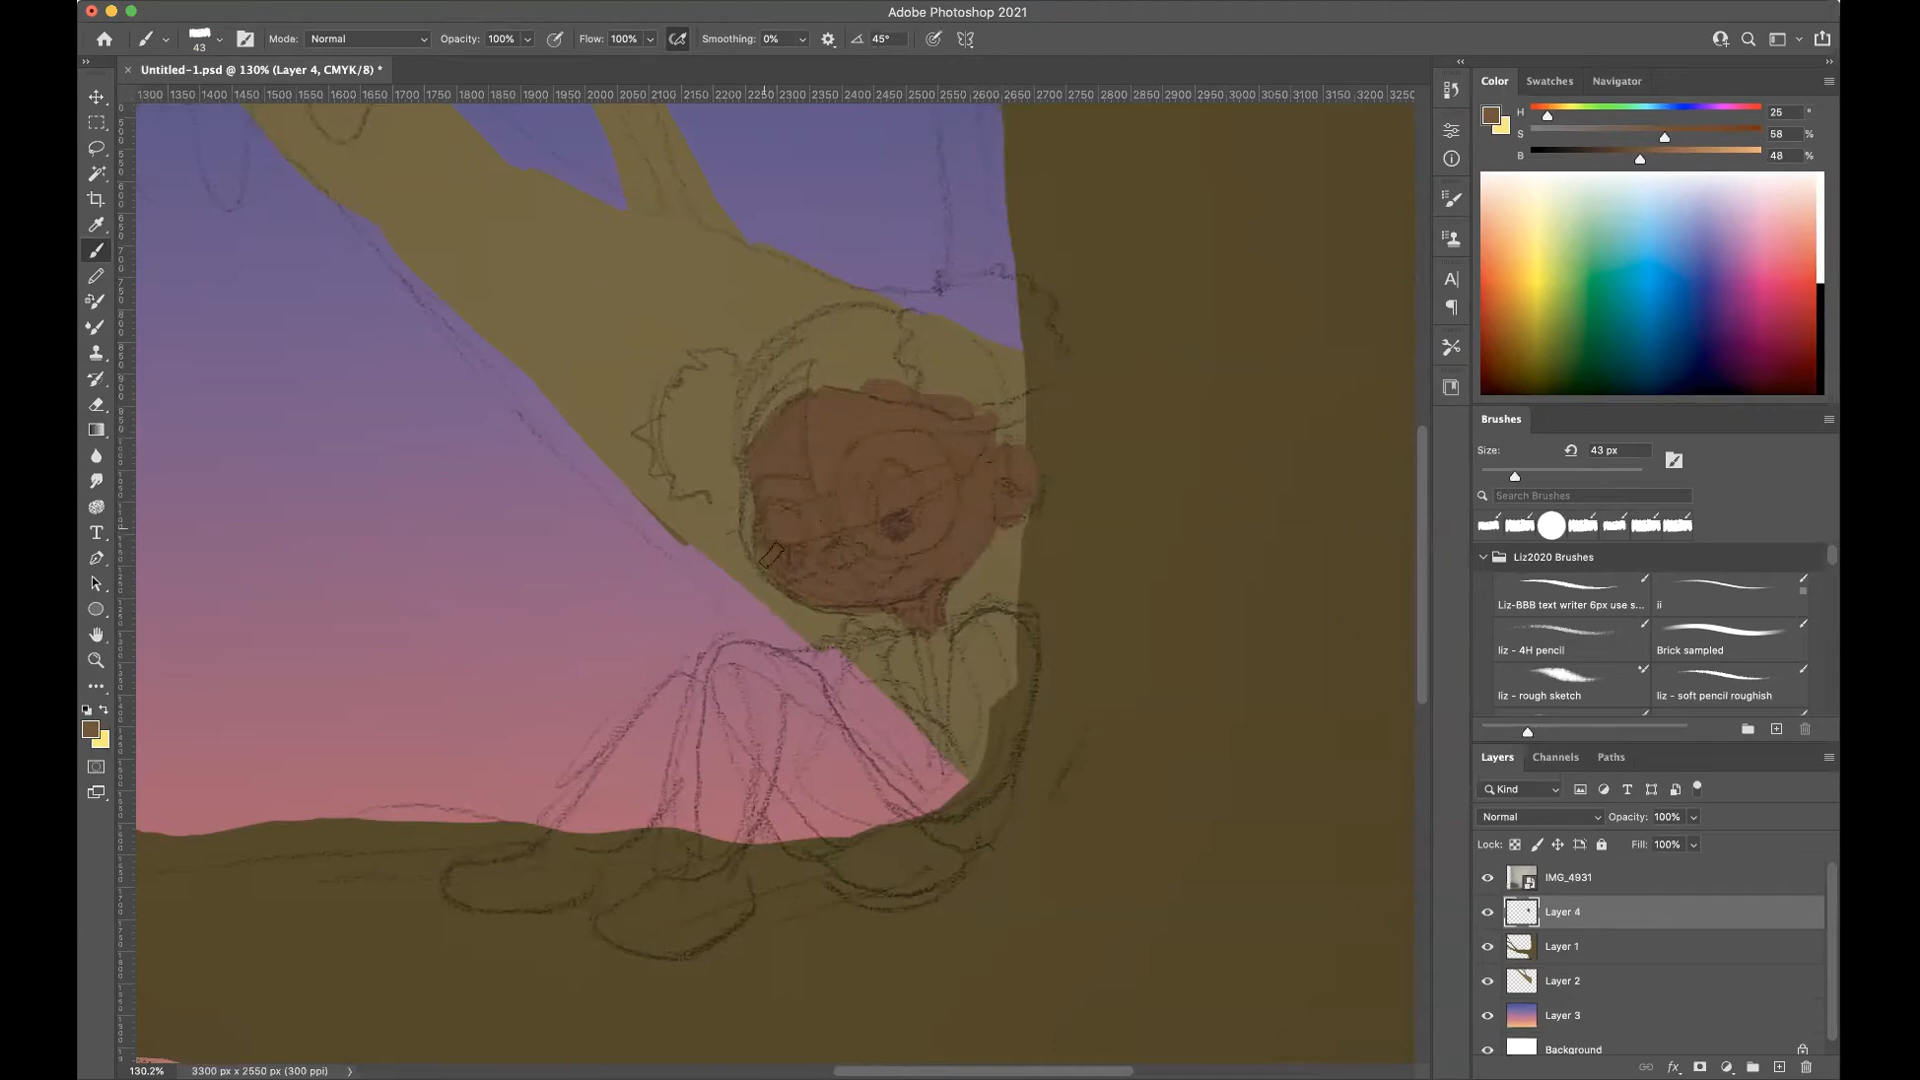 Adobe Photoshop 2021
43
Mode: Normal
Opacity: 100%
Flow: 100%
Smoothing: 0%
45°
Untitled-1.psd @ 130% (Layer 4, CMYK/8) *
1300 1350 1400 1450 1500 1550 1600 1650 1700 1750 1800 1850 1900 1950 2000 2050 2100 2150 2200 2250 2300 2350 2400 2450 2500 2550 2600 2650 2700 2750 2800 2850 2900 2950 3000 3050 3100 3150 3200 3250
Color Swatches Navigator
H 25 °
S 58 %
B 48 %
Brushes
Size: 43 px
Search Brushes
Liz2020 Brushes
Liz-BBB text writer 6px use s... ii
liz - 4H pencil Brick sampled
liz - rough sketch liz - soft pencil roughish
Layers Channels Paths
Kind
Normal Opacity: 100%
Lock: Fill: 100%
IMG_4931
Layer 4
Layer 1
Layer 2
Layer 3
Background
130.2% 3300 px x 2550 px (300 ppi)